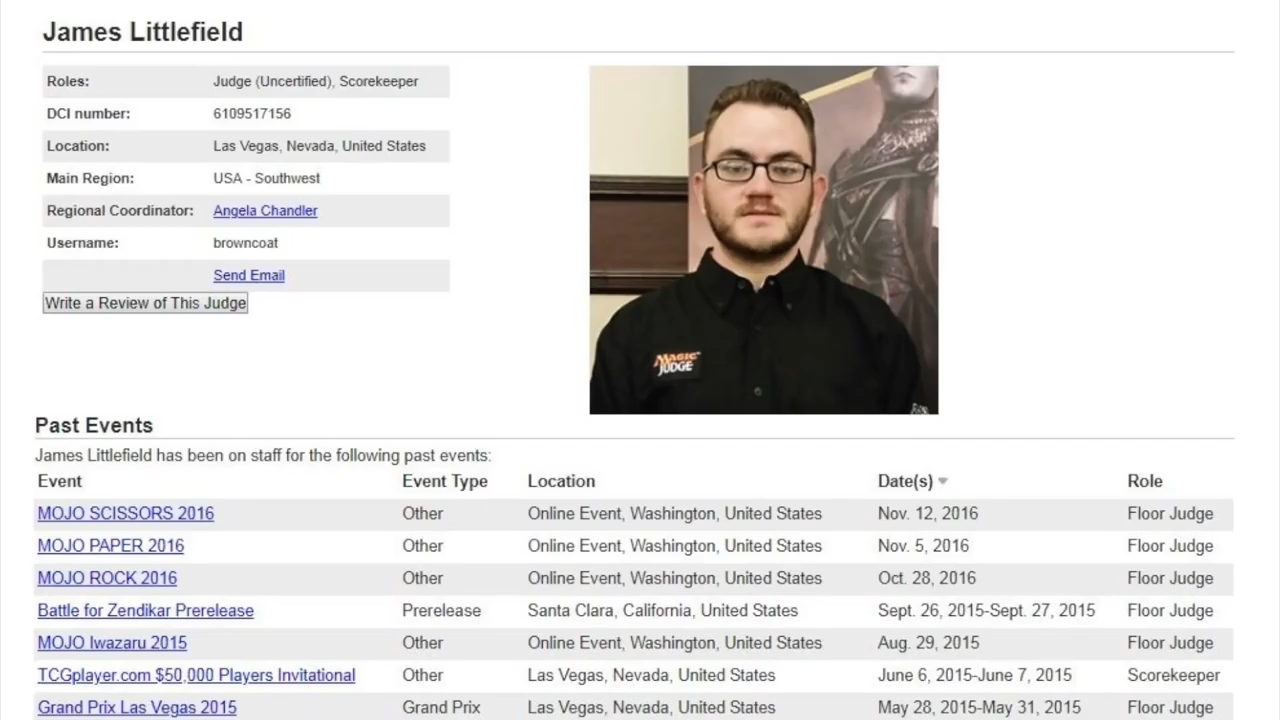 James Littlefield
Roles: Judge (Uncertified), Scorekeeper
DCI number: 6109517156
Location: Las Vegas, Nevada, United States
Main Region: USA - Southwest
Regional Coordinator: Angela Chandler
Username: browncoat
Send Email
Write a Review of This Judge
MAGIC
JUDGE
Past Events
James Littlefield has been on staff for the following past events:
Event Event Type Location Date(s) Role
MOJO SCISSORS 2016 Other Online Event, Washington, United States Nov. 12, 2016 Floor Judge
MOJO PAPER 2016 Other Online Event, Washington, United States Nov. 5, 2016 Floor Judge
MOJO ROCK 2016 Other Online Event, Washington, United States Oct. 28, 2016 Floor Judge
Battle for Zendikar Prerelease Prerelease Santa Clara, California, United States Sept. 26, 2015-Sept. 27, 2015 Floor Judge
MOJO Iwazaru 2015 Other Online Event, Washington, United States Aug. 29, 2015 Floor Judge
TCGplayer.com $50,000 Players Invitational Other Las Vegas, Nevada, United States June 6, 2015-June 7, 2015 Scorekeeper
Grand Prix Las Vegas 2015 Grand Prix Las Vegas, Nevada, United States May 28, 2015-May 31, 2015 Floor Judge